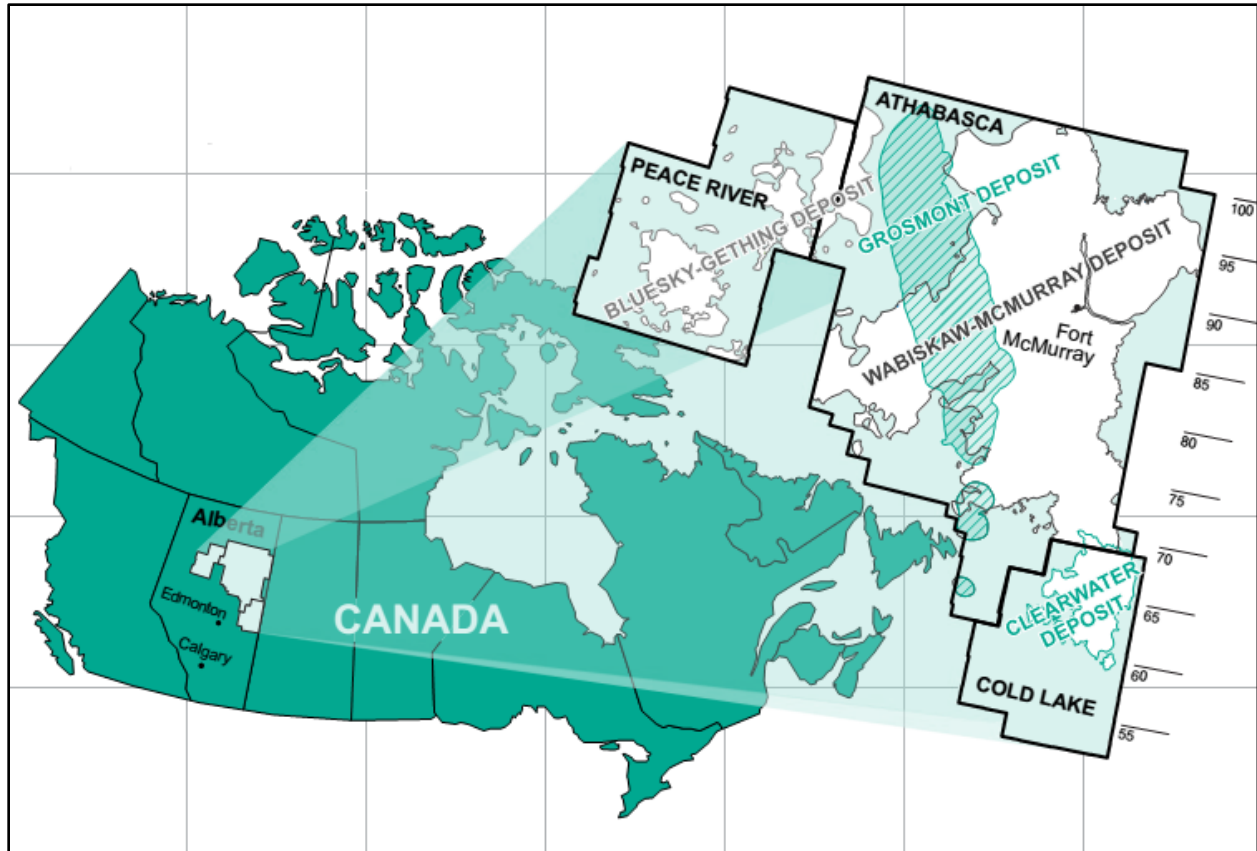 ATHABASCA
PEACE RIVER
GROSMONT DEPOSIT
BLUESKY-GETHING DEPOSIT
WABISKAW-MCMURRAY DEPOSIT
Fort
McMurray
100
95
90
85
80
75
70
65
60
55
CLEARWATER
DEPOSIT
COLD LAKE
Alberta
Edmonton
Calgary
CANADA